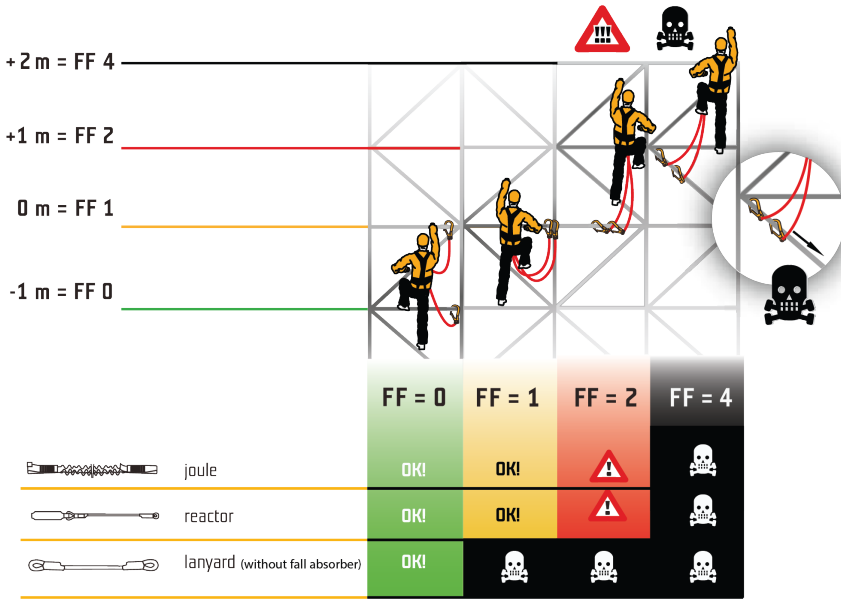 !!!
+2 m = FF 4
+1 m = FF 2
0 m = FF 1
-1 m = FF 0
FF = 0 FF = 1 FF = 2 FF = 4
joule OK! OK! !
reactor OK! OK! !
lanyard (without fall absorber) OK!